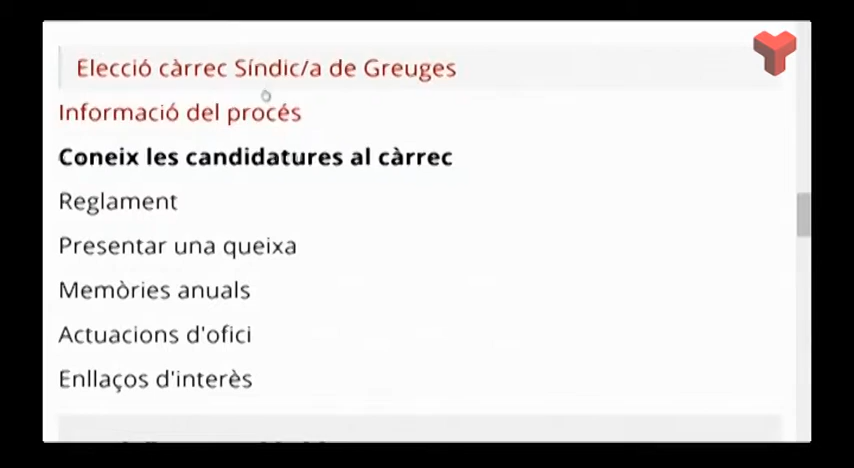 Elecció càrrec Síndic/a de Greuges
Informació del procés
Coneix les candidatures al càrrec
Reglament
Presentar una queixa
Memòries anuals
Actuacions d'ofici
Enllaços d'interès